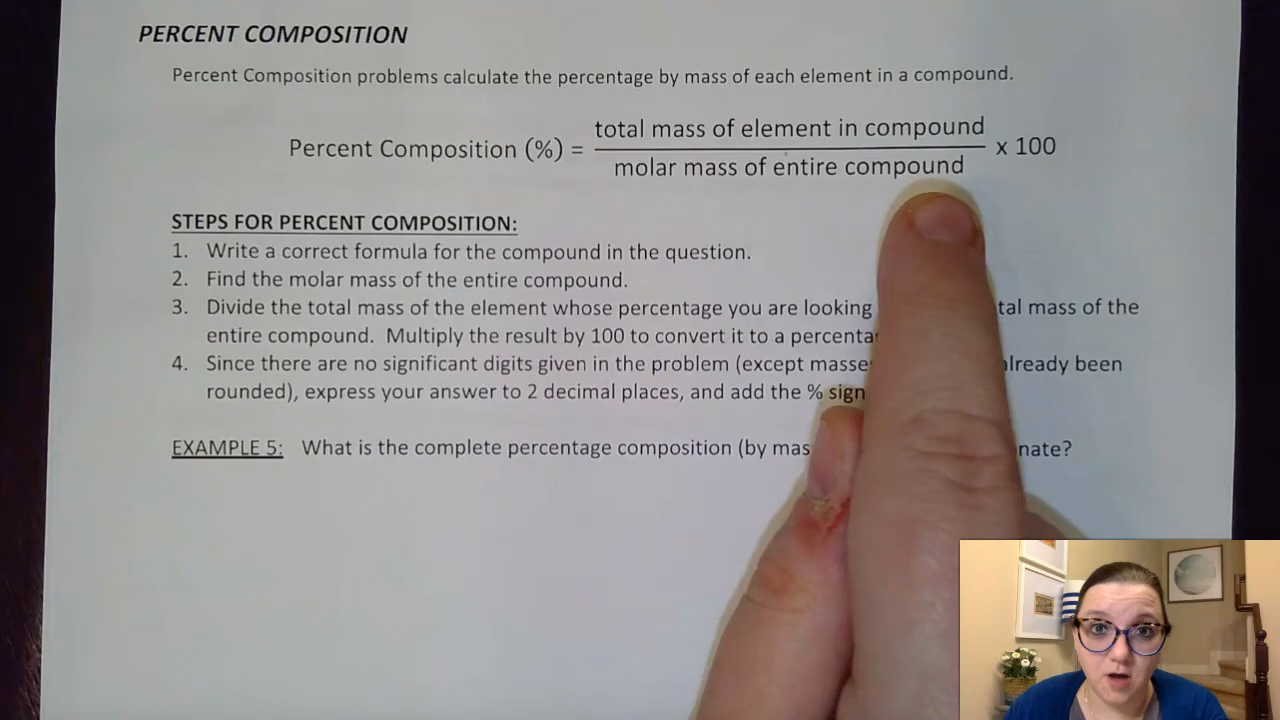 PERCENT COMPOSITION
Percent Composition problems calculate the percentage by mass of each element in a compound.
total mass of element in compound
Percent Composition (%) = x 100
molar mass of entire compound
STEPS FOR PERCENT COMPOSITION:
1. Write a correct formula for the compound in the question.
2. Find the molar mass of the entire compound.
3. Divide the total mass of the element whose percentage you are looking tal mass of the
entire compound. Multiply the result by 100 to convert it to a percenta
4. Since there are no significant digits given in the problem (except masse already been
rounded), express your answer to 2 decimal places, and add the % sign
EXAMPLE 5: What is the complete percentage composition (by mas nate?